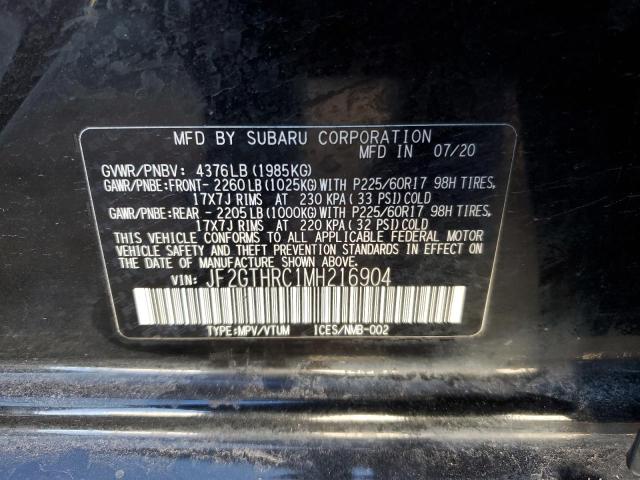 MFD BY SUBARU CORPORATION
MFD IN 07/20
GVWR/PNBV: 4376LB(1985KG)
GAWR/PNBE:FRONT- 2260LB(1025KG)WITH P225/60R17 98H TIRES,
17X7J RIMS AT 230 KPA( 33 PSI)COLD
GAWR/PNBE:REAR - 2205LB(1000KG)WITH P225/60R17 98H TIRES,
17X7J RIMS AT 220 KPA( 32 PSI)COLD
THIS VEHICLE CONFORMS TO ALL APPLICABLE FEDERAL MOTOR
VEHICLE SAFETY AND THEFT PREVENTION STANDARDS IN EFFECT ON
THE DATE OF MANUFACTURE SHOWN ABOVE.
VIN: JF2GTHRC1MH216904
TYPE:MPV/VTUM ICES/NMB-002